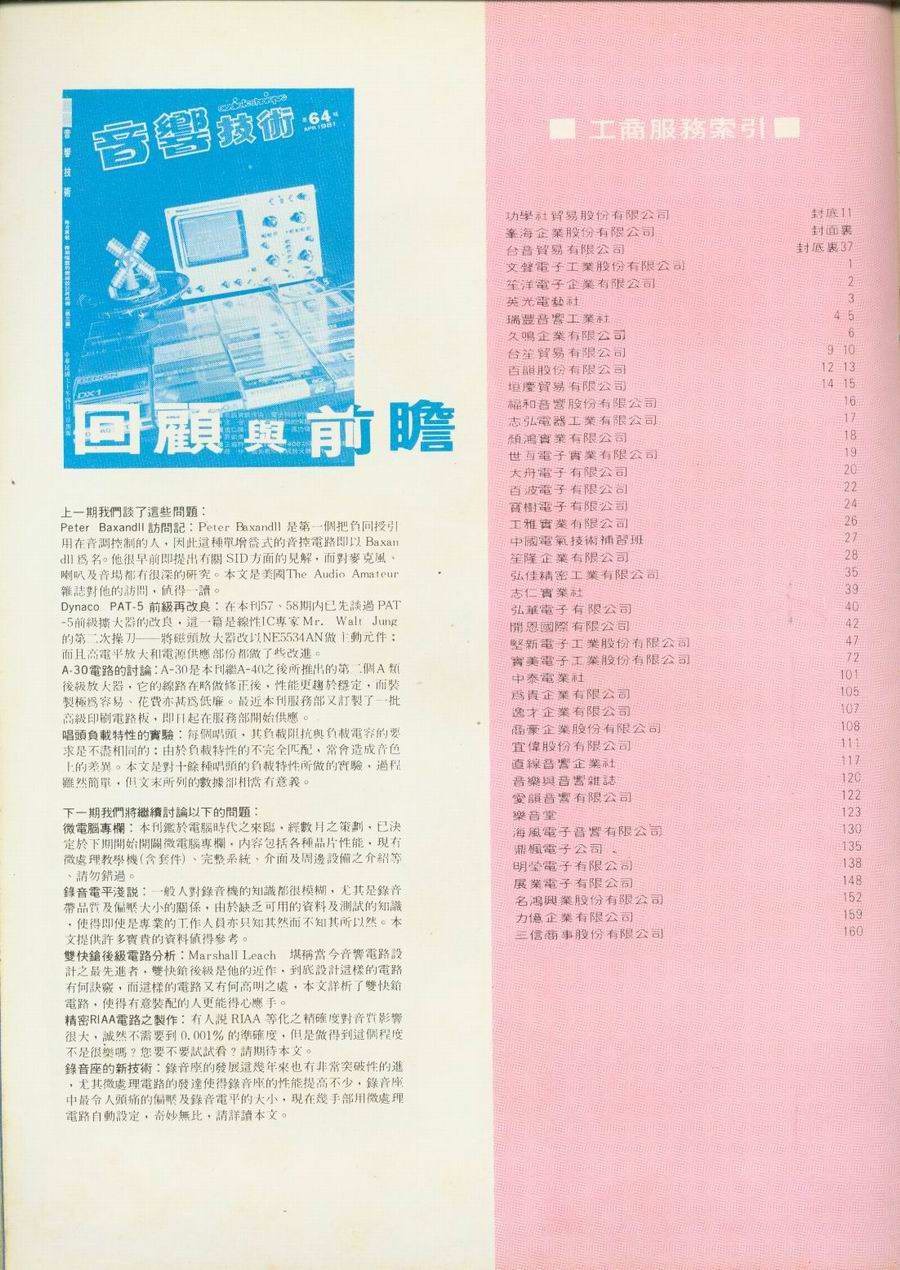 音響技術
audiotechnique
第64期
APR 1981
音響技術
DENON
DX1
回顧與前瞻
上一期我們談了這些問題：
Peter Baxandll 訪問記：Peter Baxandll 是第一個把負回授引
用在音調控制的人，因此這種單增益式的音控電路即以 Baxan
dll 爲名。他很早前即提出有關 SID 方面的見解，而對麥克風、
喇叭及音場都有很深的研究。本文是美國The Audio Amateur
雜誌對他的訪問，値得一讀。
Dynaco PAT-5 前級再改良：在本刊57、58期內已先談過 PAT
-5前級擴大器的改良，這一篇是線性IC專家 Mr. Walt Jung
的第二次操刀——將磁頭放大器改以NE5534AN做主動元件；
而且高電平放大和電源供應部份都做了些改進。
A-30電路的討論：A-30是本刊繼A-40之後所推出的第二個A類
後級放大器，它的線路在略做修正後，性能更趨於穩定，而裝
製極爲容易、花費亦甚爲低廉。最近本刊服務部又訂製了一批
高級印刷電路板，即日起在服務部開始供應。
唱頭負載特性的實驗：每個唱頭，其負載阻抗與負載電容的要
求是不盡相同的；由於負載特性的不完全匹配，常會造成音色
上的差異。本文是對十餘種唱頭的負載特性所做的實驗，過程
雖然簡單，但文末所列的數據卻相當有意義。
下一期我們將繼續討論以下的問題：
微電腦專欄：本刊鑑於電腦時代之來臨，經數月之策劃，已決
定於下期開始開闢微電腦專欄，內容包括各種晶片性能，現有
微處理教學機(含套件)、完整系統、介面及周邊設備之介紹等
、請勿錯過。
錄音電平淺說：一般人對錄音機的知識都很模糊，尤其是錄音
帶品質及偏壓大小的關係，由於缺乏可用的資料及測試的知識
，使得即使是專業的工作人員亦只知其然而不知其所以然。本
文提供許多寶貴的資料値得參考。
雙快鎗後級電路分析：Marshall Leach 堪稱當今音響電路設
計之最先進者，雙快鎗後級是他的近作，到底設計這樣的電路
有何訣竅，而這樣的電路又有何高明之處，本文詳析了雙快鎗
電路，使得有意裝配的人更能得心應手。
精密RIAA電路之製作：有人說 RIAA 等化之精確度對音質影響
很大，誠然不需要到 0.001% 的準確度，但是做得到這個程度
不是很樂嗎？您要不要試試看？請期待本文。
錄音座的新技術：錄音座的發展這幾年來也有非常突破性的進
，尤其微處理電路的發達使得錄音座的性能提高不少，錄音座
中最令人頭痛的偏壓及錄音電平的大小，現在幾手部用微處理
電路自動設定，奇妙無比，請詳讀本文。
■ 工商服務索引 ■
功學社貿易股份有限公司 封底11
峯海企業股份有限公司 封面裏
台音貿易有限公司 封底裏37
文聲電子工業股份有限公司 1
笙洋電子企業有限公司 2
英光電藝社 3
瑞豐音響工業社 4 5
久鳴企業有限公司 6
台笙貿易有限公司 9 10
百韻股份有限公司 12 13
垣慶貿易有限公司 14 15
福和音響股份有限公司 16
志弘電器工業有限公司 17
頻鴻實業有限公司 18
世亙電子實業有限公司 19
大舟電子有限公司 20
百波電子有限公司 22
寶樹電子有限公司 24
工雅實業有限公司 26
中國電氣技術補習班 27
笙隆企業有限公司 28
弘佳精密工業有限公司 35
志仁實業社 39
弘華電子有限公司 40
開恩國際有限公司 42
堅新電子工業股份有限公司 47
寶美電子工業股份有限公司 72
中泰電業社 101
爲貴企業有限公司 105
逸才企業有限公司 107
商豪企業股份有限公司 108
宜偉股份有限公司 111
直線音響企業社 117
音樂與音響雜誌 120
愛韻音響有限公司 122
樂音堂 123
海風電子音響有限公司 130
鼎楓電子公司 135
明瑩電子有限公司 138
展業電子有限公司 148
名鴻興業股份有限公司 152
力億企業有限公司 159
三信商事股份有限公司 160